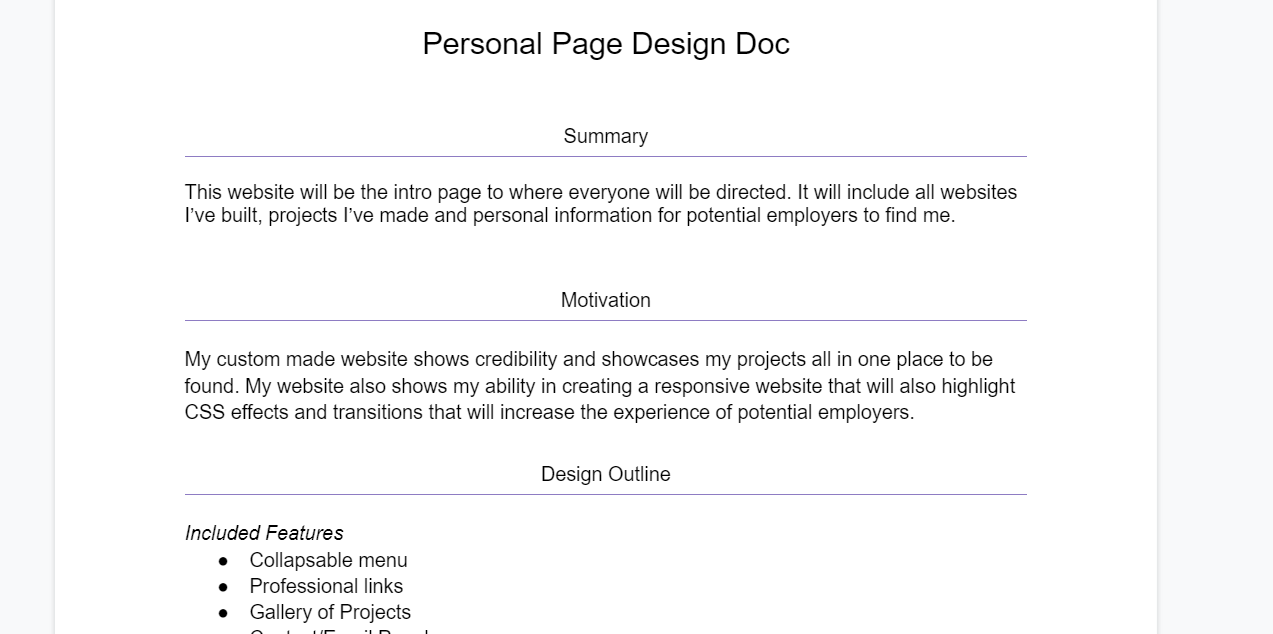 Personal Page Design Doc
Summary
This website will be the intro page to where everyone will be directed. It will include all websites
I’ve built, projects I’ve made and personal information for potential employers to find me.
Motivation
My custom made website shows credibility and showcases my projects all in one place to be
found. My website also shows my ability in creating a responsive website that will also highlight
CSS effects and transitions that will increase the experience of potential employers.
Design Outline
Included Features
● Collapsable menu
● Professional links
● Gallery of Projects